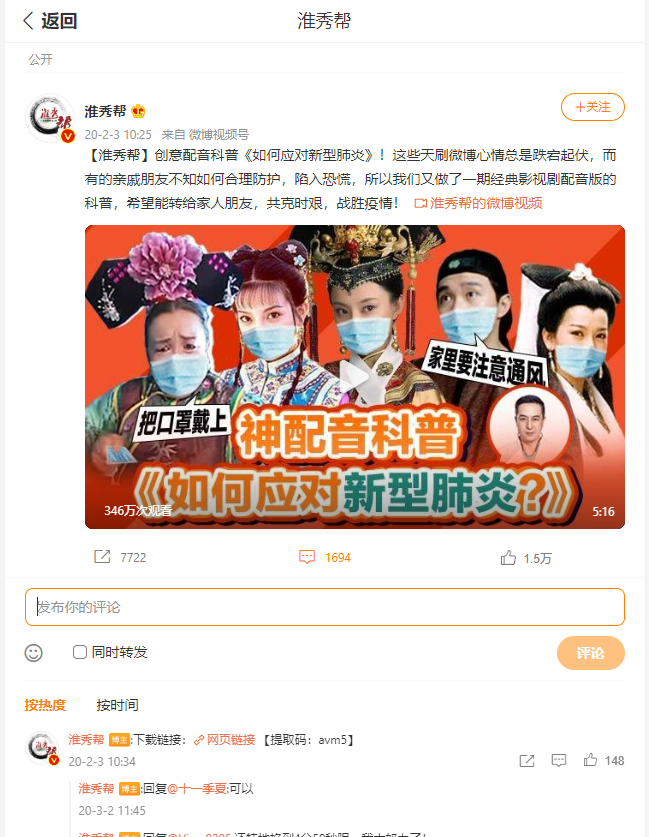 返回
淮秀帮
公开
淮秀帮
+关注
20-2-3 10:25 来自 微博视频号
【淮秀帮】创意配音科普《如何应对新型肺炎》！这些天刷微博心情总是跌宕起伏，而
有的亲戚朋友不知如何合理防护，陷入恐慌，所以我们又做了一期经典影视剧配音版的
科普，希望能转给家人朋友，共克时艰，战胜疫情！ 淮秀帮的微博视频
家里要注意通风
把口罩戴上
神配音科普
《如何应对新型肺炎?》
346万次观看
5:16
7722
1694
1.5万
发布你的评论
同时转发
评论
按热度 按时间
淮秀帮 博主:下载链接： 网页链接 【提取码：avm5】
20-2-3 10:34
148
淮秀帮 博主:回复@十一季夏:可以
20-3-2 11:45